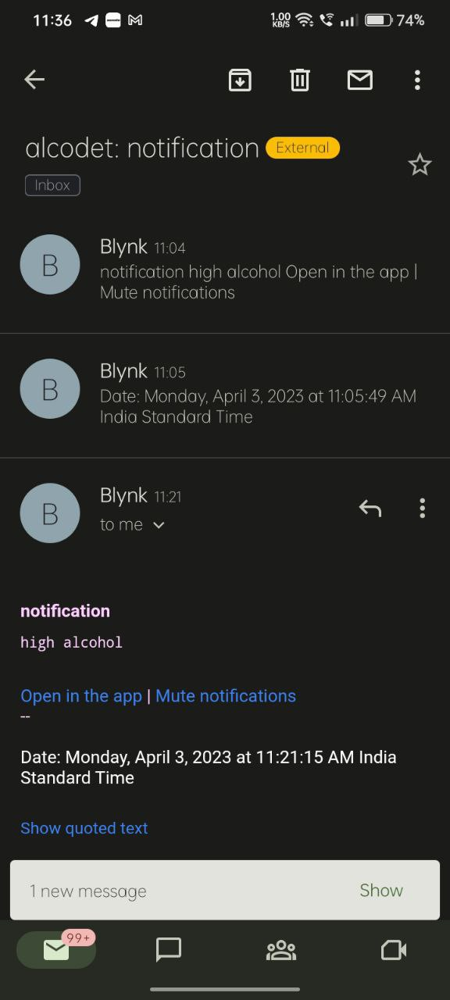 11:36
1.00
KB/S
74%
alcodet: notification External
Inbox
B
Blynk 11:04
notification high alcohol Open in the app |
Mute notifications
B
Blynk 11:05
Date: Monday, April 3, 2023 at 11:05:49 AM
India Standard Time
B
Blynk 11:21
to me
notification
high alcohol
Open in the app | Mute notifications
--
Date: Monday, April 3, 2023 at 11:21:15 AM India
Standard Time
Show quoted text
1 new message Show
99+